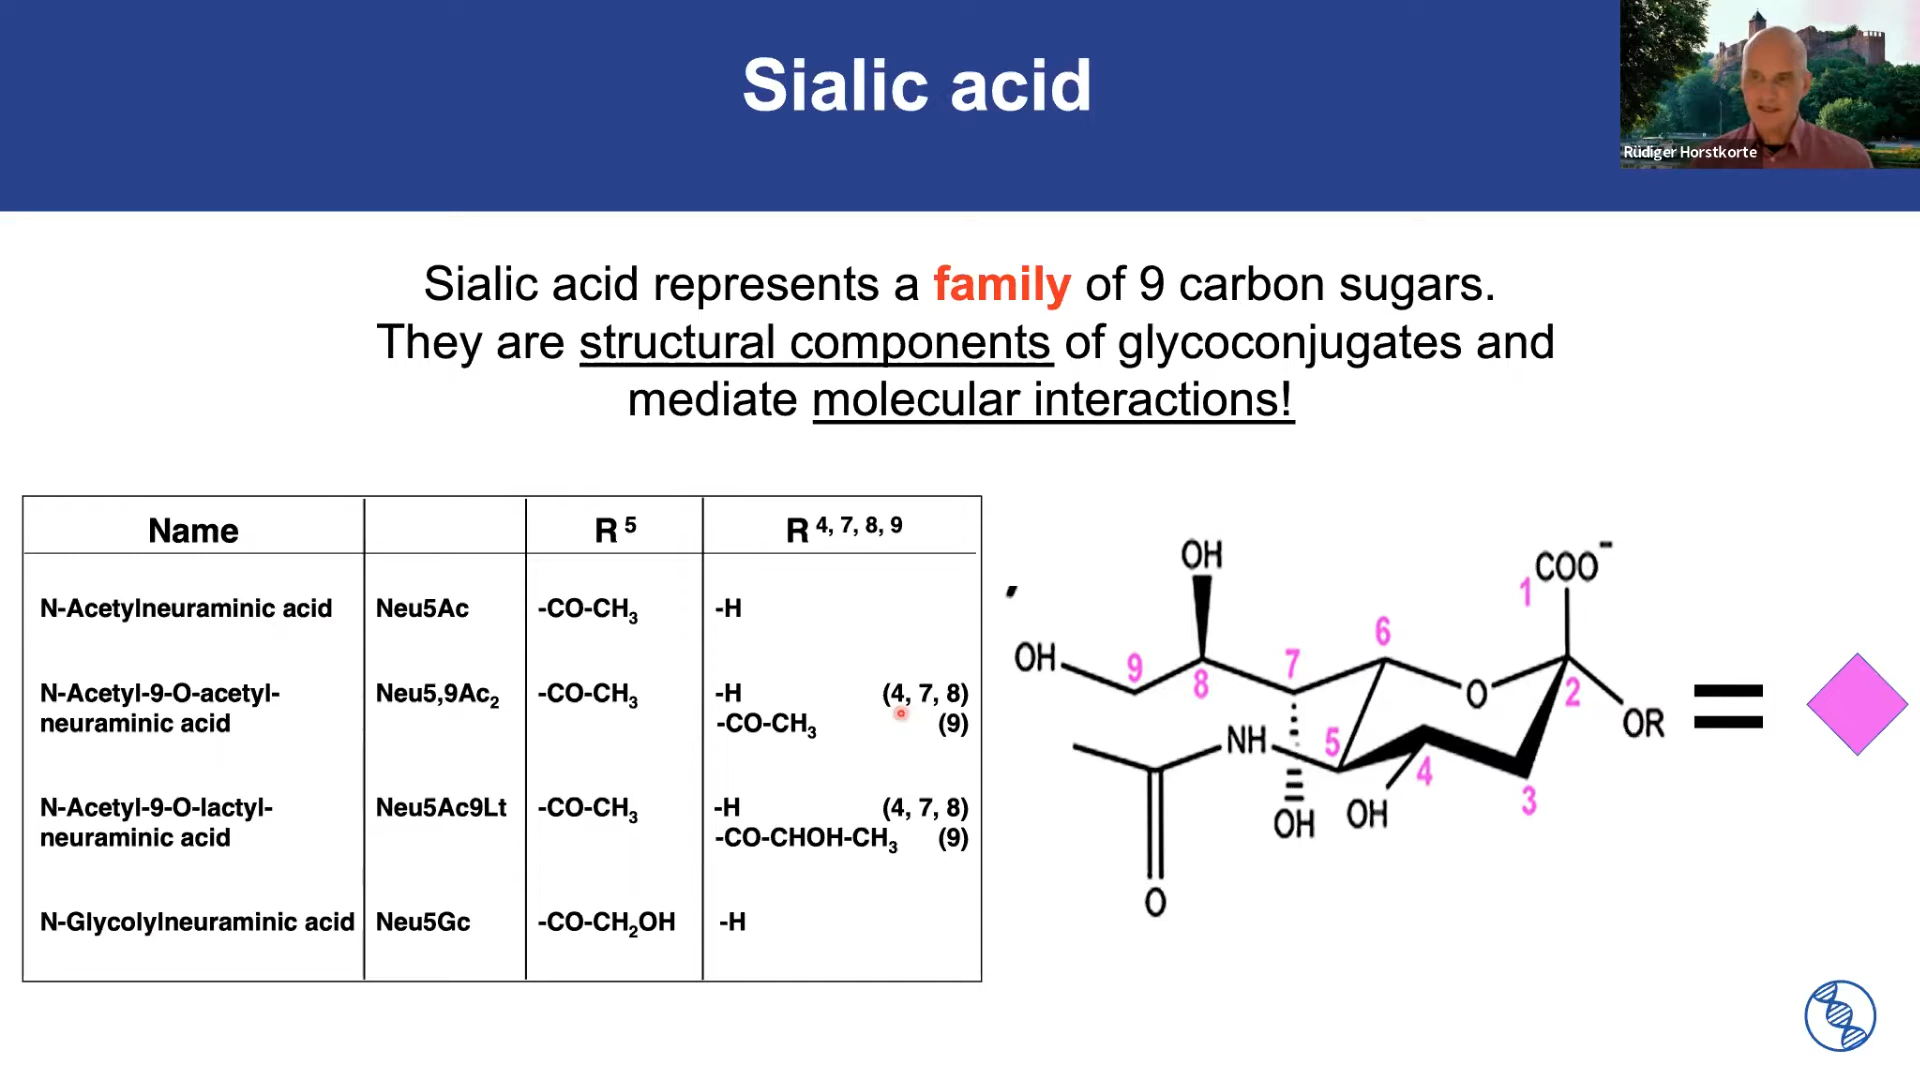 Sialic acid
Rüdiger Horstkorte
Sialic acid represents a family of 9 carbon sugars.
They are structural components of glycoconjugates and
mediate molecular interactions!
Name R 5 R 4, 7, 8, 9
N-Acetylneuraminic acid Neu5Ac -CO-CH3 -H
N-Acetyl-9-O-acetyl- Neu5,9Ac2 -CO-CH3 -H (4, 7, 8)
neuraminic acid -CO-CH3 (9)
N-Acetyl-9-O-lactyl- Neu5Ac9Lt -CO-CH3 -H (4, 7, 8)
neuraminic acid -CO-CHOH-CH3 (9)
N-Glycolylneuraminic acid Neu5Gc -CO-CH2OH -H
OH
COO-
1
6
OH 9 7
8 O 2
OR
NH 5
4
3
OH OH
O